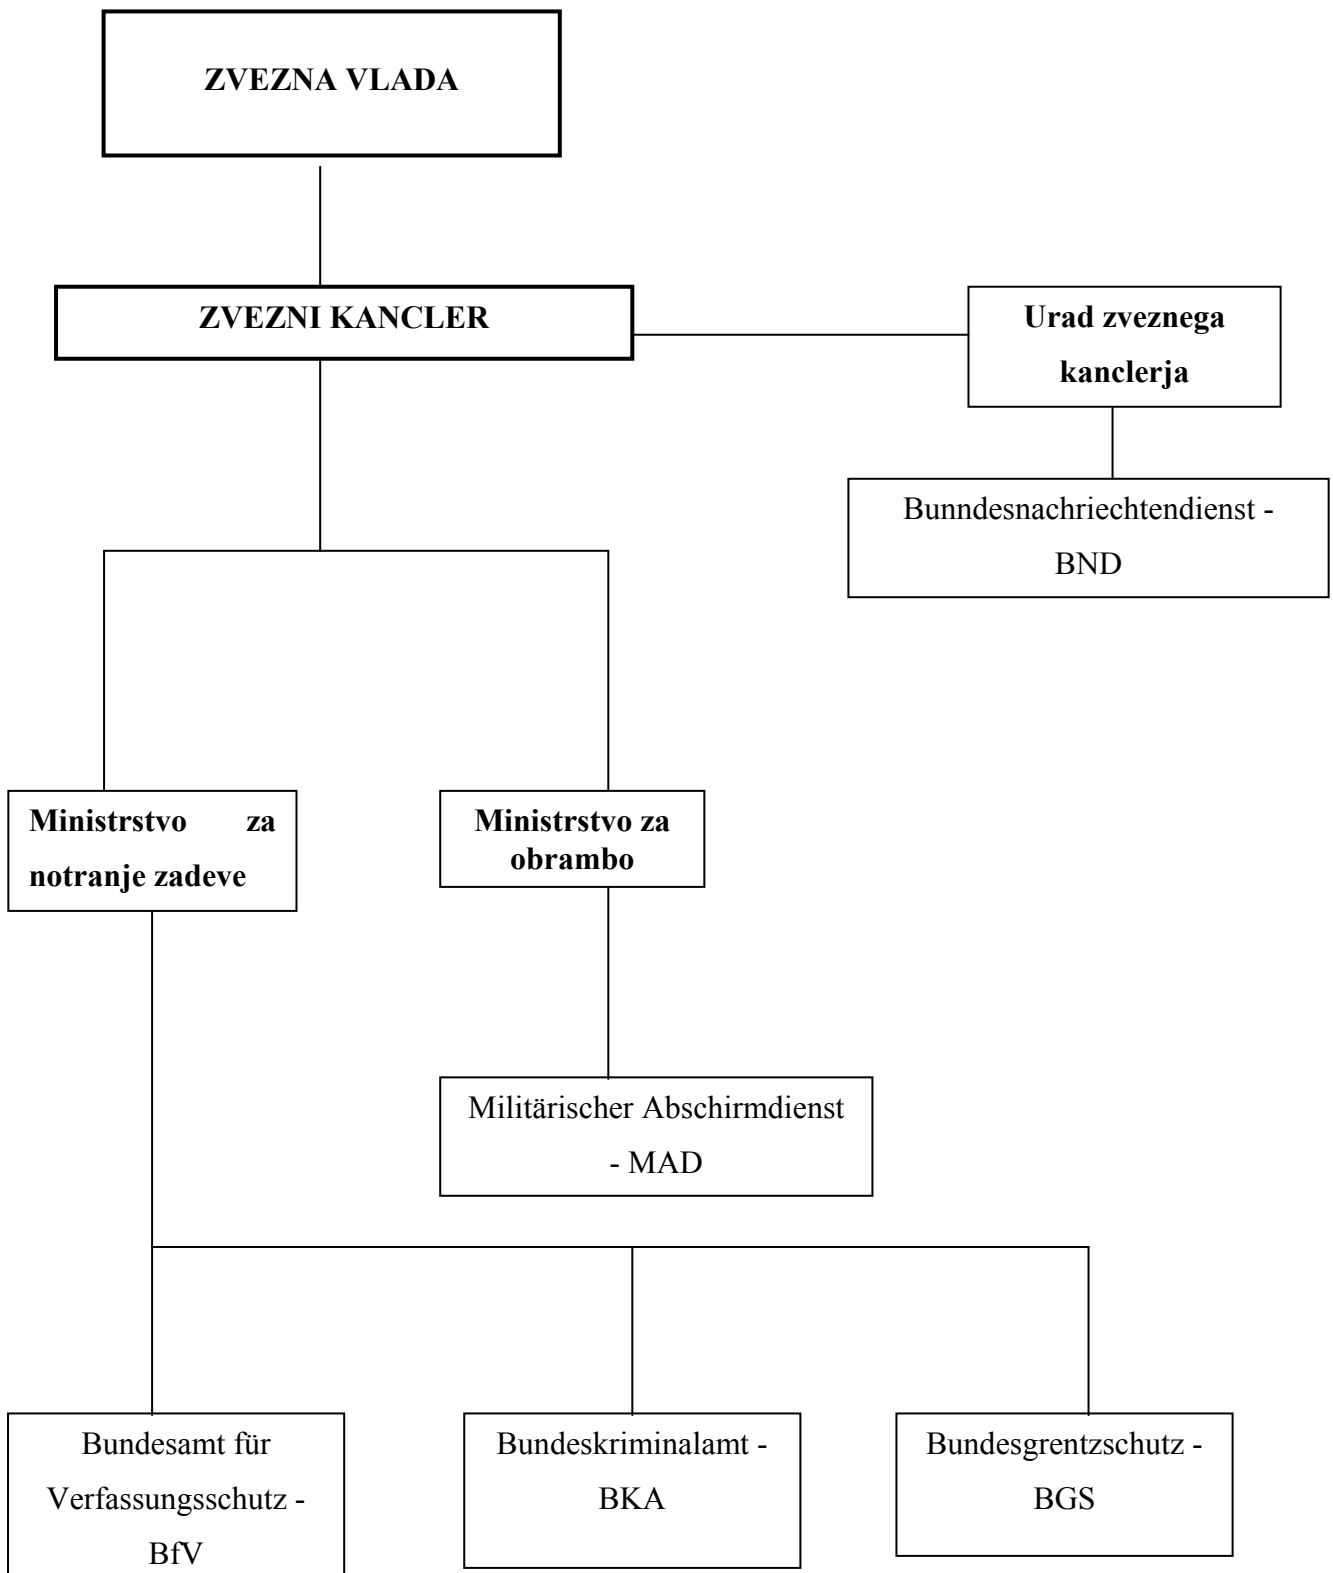 ZVEZNA VLADA
ZVEZNI KANCLER
Urad zveznega
kanclerja
Bunndesnachriechtendienst -
BND
Ministrstvo za
notranje zadeve
Ministrstvo za
obrambo
Militärischer Abschirmdienst
- MAD
Bundesamt für
Verfassungsschutz -
BfV
Bundeskriminalamt -
BKA
Bundesgrentzschutz -
BGS